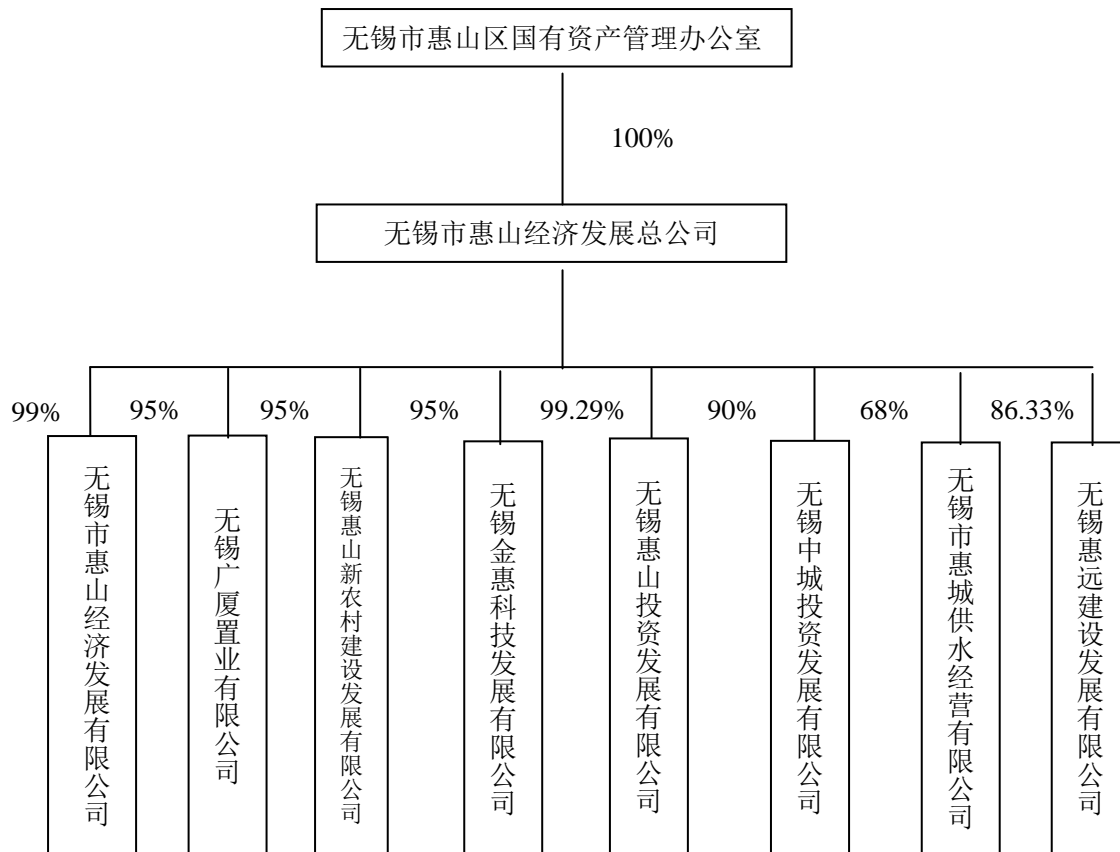 无锡市惠山区国有资产管理办公室
100%
无锡市惠山经济发展总公司
99%
95%
95%
95%
99.29%
90%
68%
86.33%
无锡市惠山经济发展有限公司
无锡广厦置业有限公司
无锡惠山新农村建设发展有限公司
无锡金惠科技发展有限公司
无锡惠山投资发展有限公司
无锡中城投资发展有限公司
无锡市惠城供水经营有限公司
无锡惠远建设发展有限公司